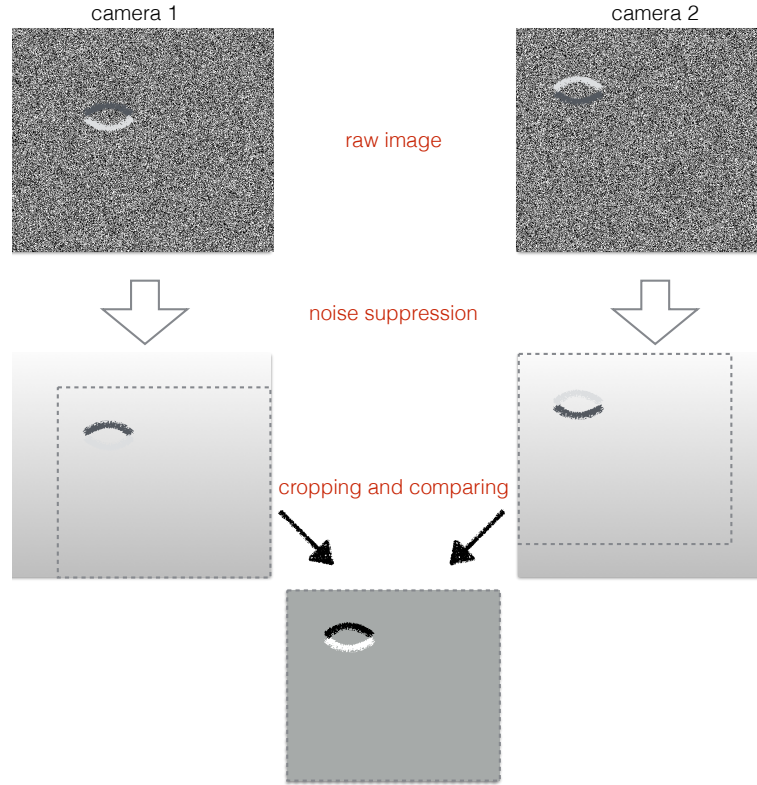 camera 1
camera 2
raw image
noise suppression
cropping and comparing